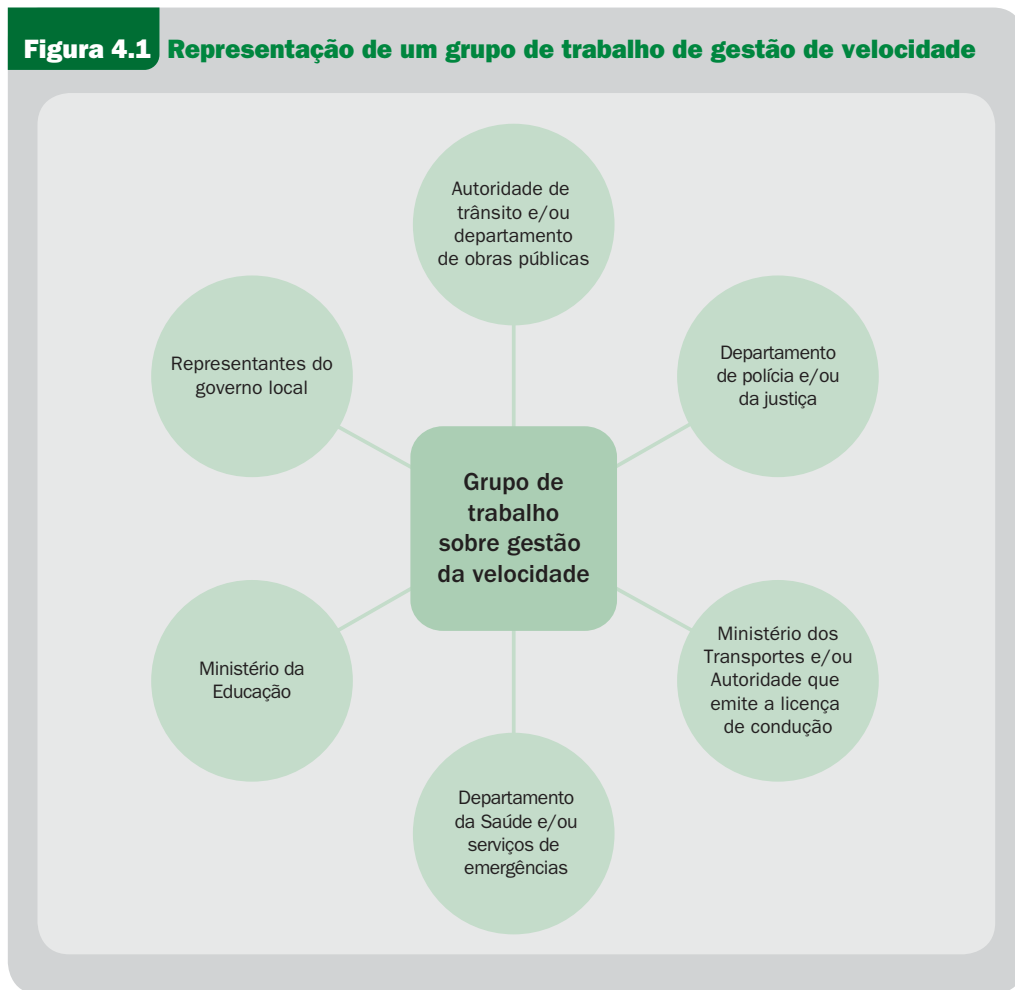 Figura 4.1 Representação de um grupo de trabalho de gestão de velocidade
Autoridade de
trânsito e/ou
departamento
de obras públicas
Representantes do
governo local
Departamento
de polícia e/ou
da justiça
Grupo de
trabalho
sobre gestão
da velocidade
Ministério da
Educação
Ministério dos
Transportes e/ou
Autoridade que
emite a licença
de condução
Departamento
da Saúde e/ou
serviços de
emergências